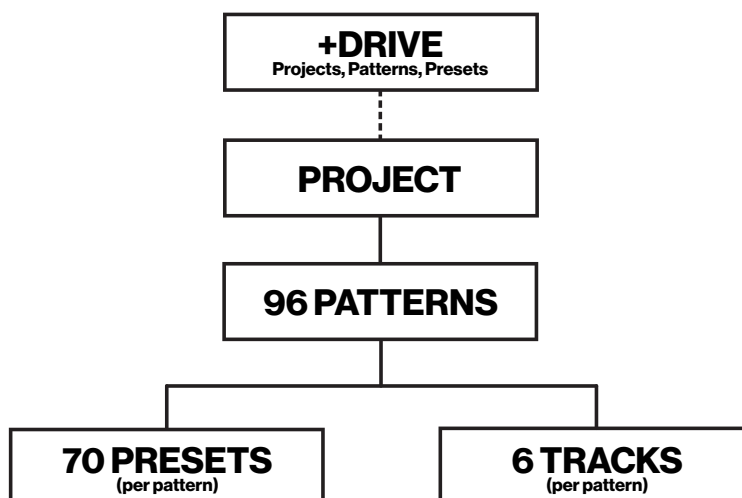 +DRIVE
Projects, Patterns, Presets
PROJECT
96 PATTERNS
70 PRESETS
(per pattern)
6 TRACKS
(per pattern)